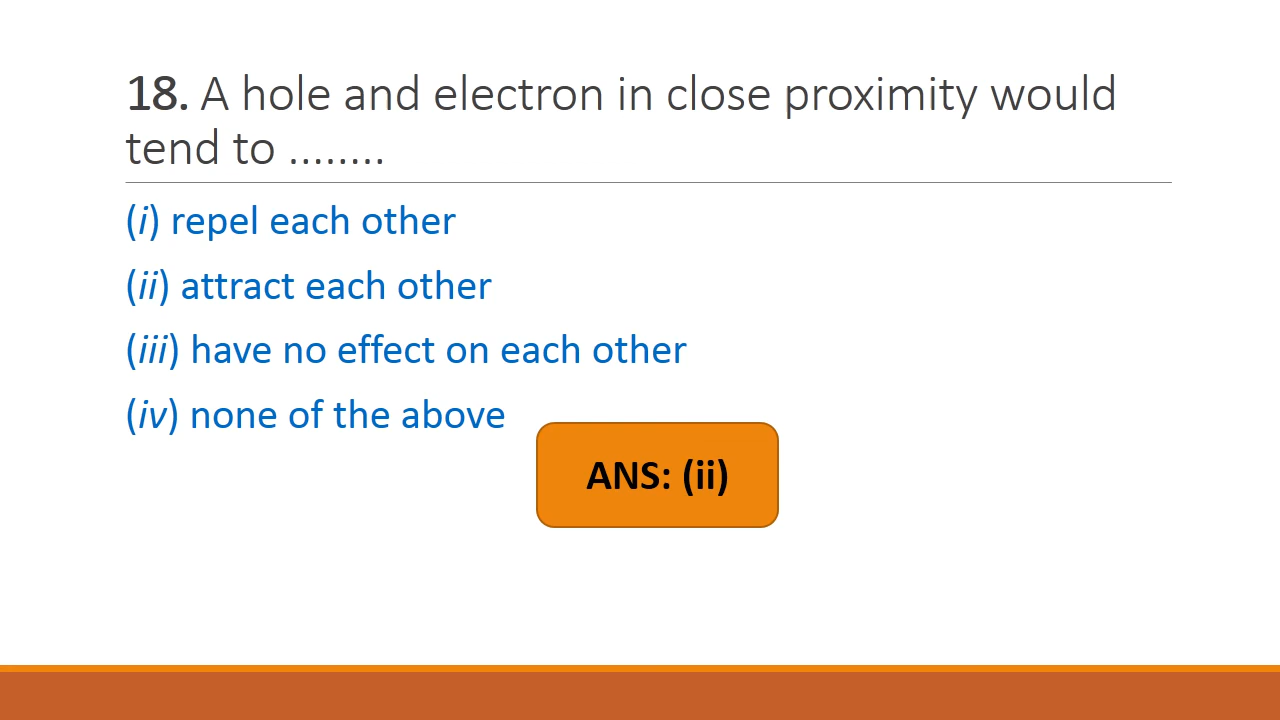 18. A hole and electron in close proximity would
tend to ........
(i) repel each other
(ii) attract each other
(iii) have no effect on each other
(iv) none of the above
ANS: (ii)